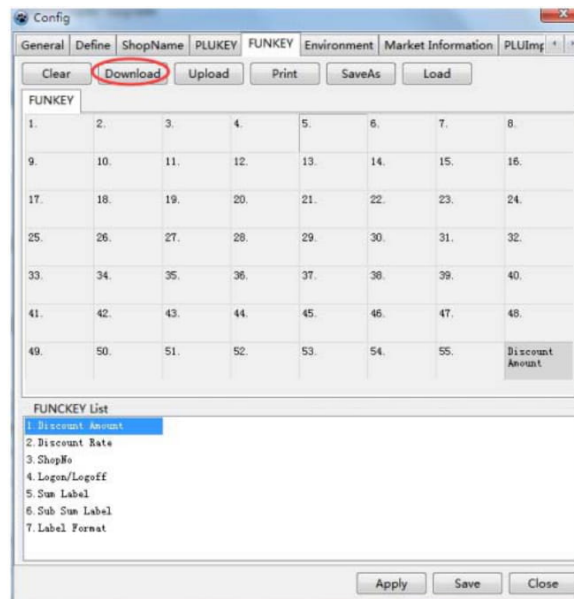 Config
General Define ShopName PLUKEY FUNKEY Environment Market Information PLUImp
Clear Download Upload Print SaveAs Load
FUNKEY
1. 2. 3. 4. 5. 6. 7. 8.
9. 10. 11. 12. 13. 14. 15. 16.
17. 18. 19. 20. 21. 22. 23. 24.
25. 26. 27. 28. 29. 30. 31. 32.
33. 34. 35. 36. 37. 38. 39. 40.
41. 42. 43. 44. 45. 46. 47. 48.
49. 50. 51. 52. 53. 54. 55. Discount
Amount
FUNCKEY List
1.Discount Amount
2.Discount Rate
3.ShopNo
4.Logon/Logoff
5.Sum Label
6.Sub Sum Label
7.Label Format
Apply Save Close